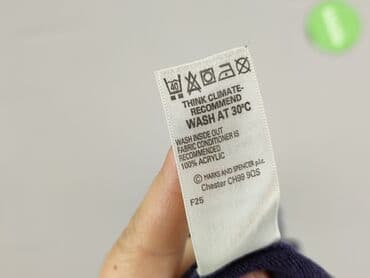 40
THINK CLIMATE-
RECOMMEND
WASH AT 30°C
WASH INSIDE OUT
FABRIC CONDITIONER IS
RECOMMENDED
100% ACRYLIC
© MARKS AND SPENCER p.l.c.
Chester CH99 9QS
F25